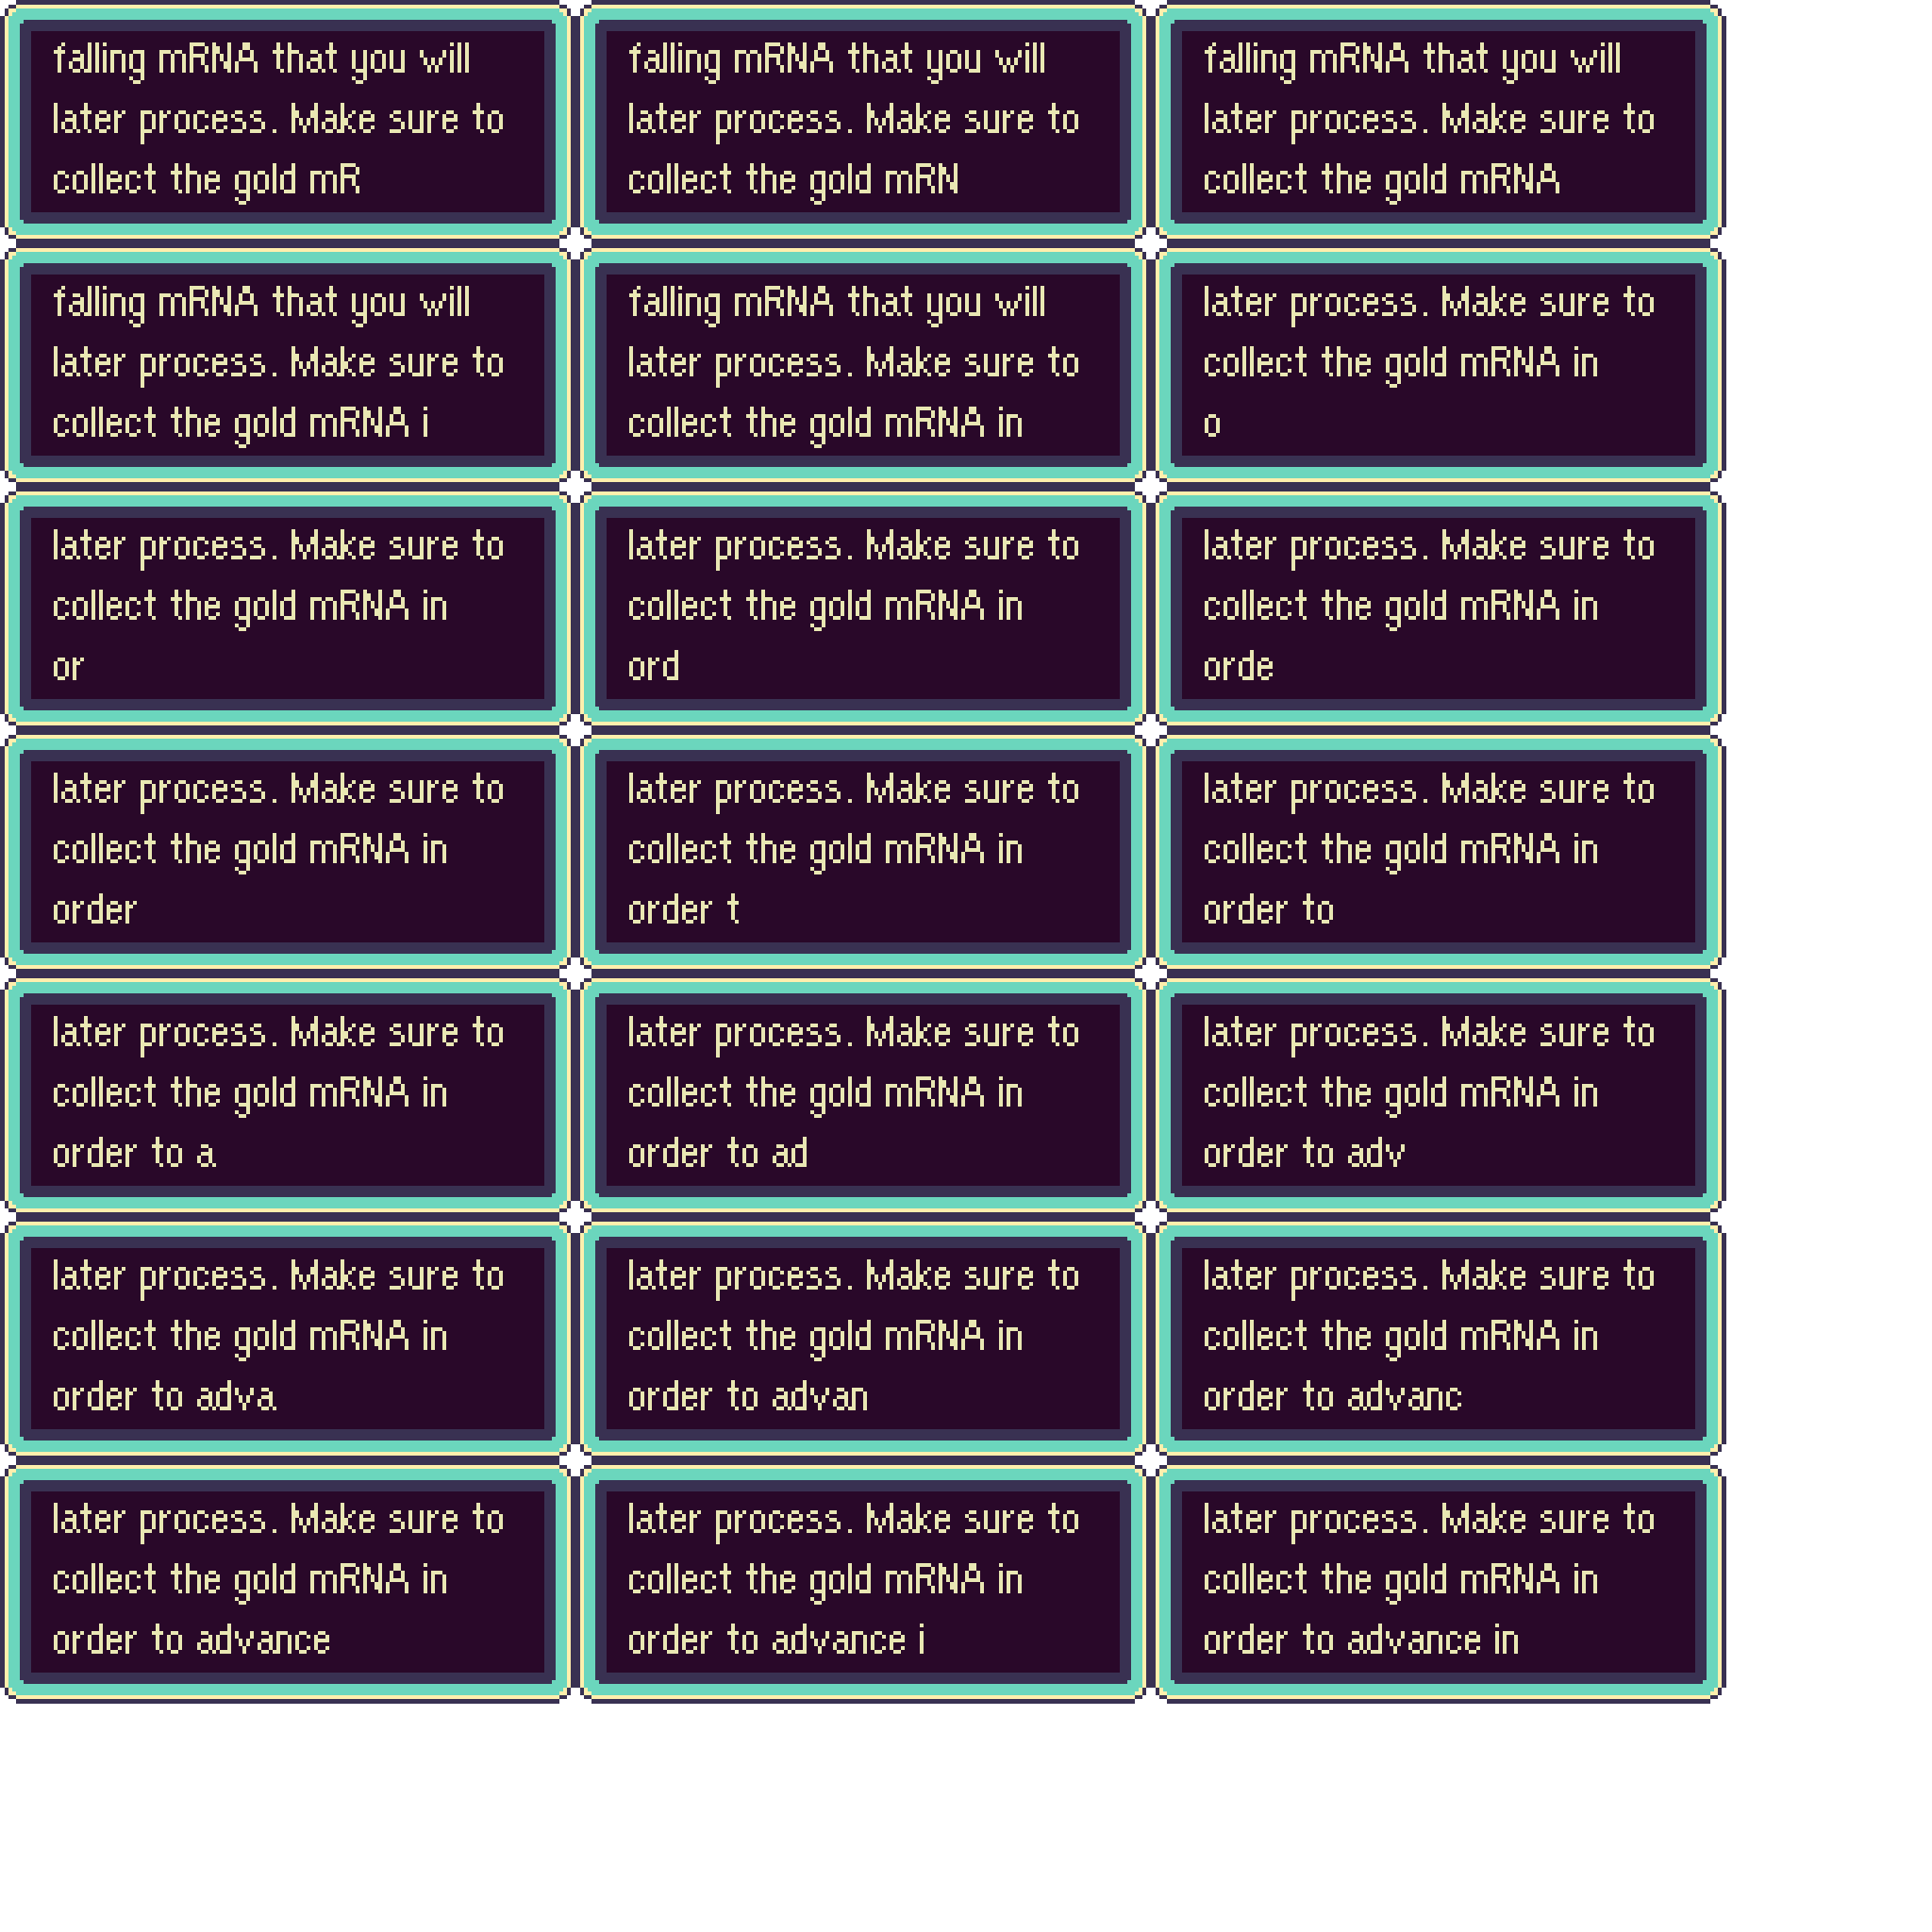 falling mRNA that you will
later process. Make sure to
collect the gold mR
falling mRNA that you will
later process. Make sure to
collect the gold mRN
falling mRNA that you will
later process. Make sure to
collect the gold mRNA
falling mRNA that you will
later process. Make sure to
collect the gold mRNA i
falling mRNA that you will
later process. Make sure to
collect the gold mRNA in
later process. Make sure to
collect the gold mRNA in
o
later process. Make sure to
collect the gold mRNA in
or
later process. Make sure to
collect the gold mRNA in
ord
later process. Make sure to
collect the gold mRNA in
orde
later process. Make sure to
collect the gold mRNA in
order
later process. Make sure to
collect the gold mRNA in
order t
later process. Make sure to
collect the gold mRNA in
order to
later process. Make sure to
collect the gold mRNA in
order to a
later process. Make sure to
collect the gold mRNA in
order to ad
later process. Make sure to
collect the gold mRNA in
order to adv
later process. Make sure to
collect the gold mRNA in
order to adva
later process. Make sure to
collect the gold mRNA in
order to advan
later process. Make sure to
collect the gold mRNA in
order to advanc
later process. Make sure to
collect the gold mRNA in
order to advance
later process. Make sure to
collect the gold mRNA in
order to advance i
later process. Make sure to
collect the gold mRNA in
order to advance in